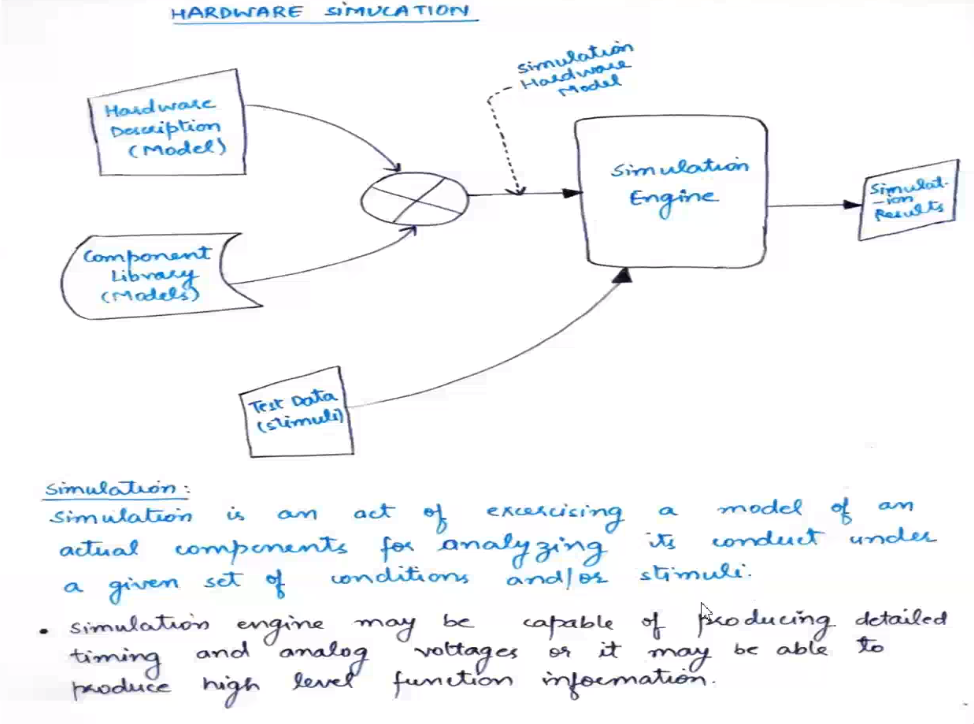 HARDWARE SIMULATION
Simulation
Hardware
Model
Hardware
Description
(Model)
Simulation
Engine
Simulat-
-ion
Results
Component
Library
(Models)
Test Data
(stimuli)
Simulation:
Simulation is an act of excercising a model of an
actual components for analyzing its conduct under
a given set of conditions and/or stimuli.
• simulation engine may be capable of producing detailed
timing and analog voltages or it may be able to
produce high level function information.